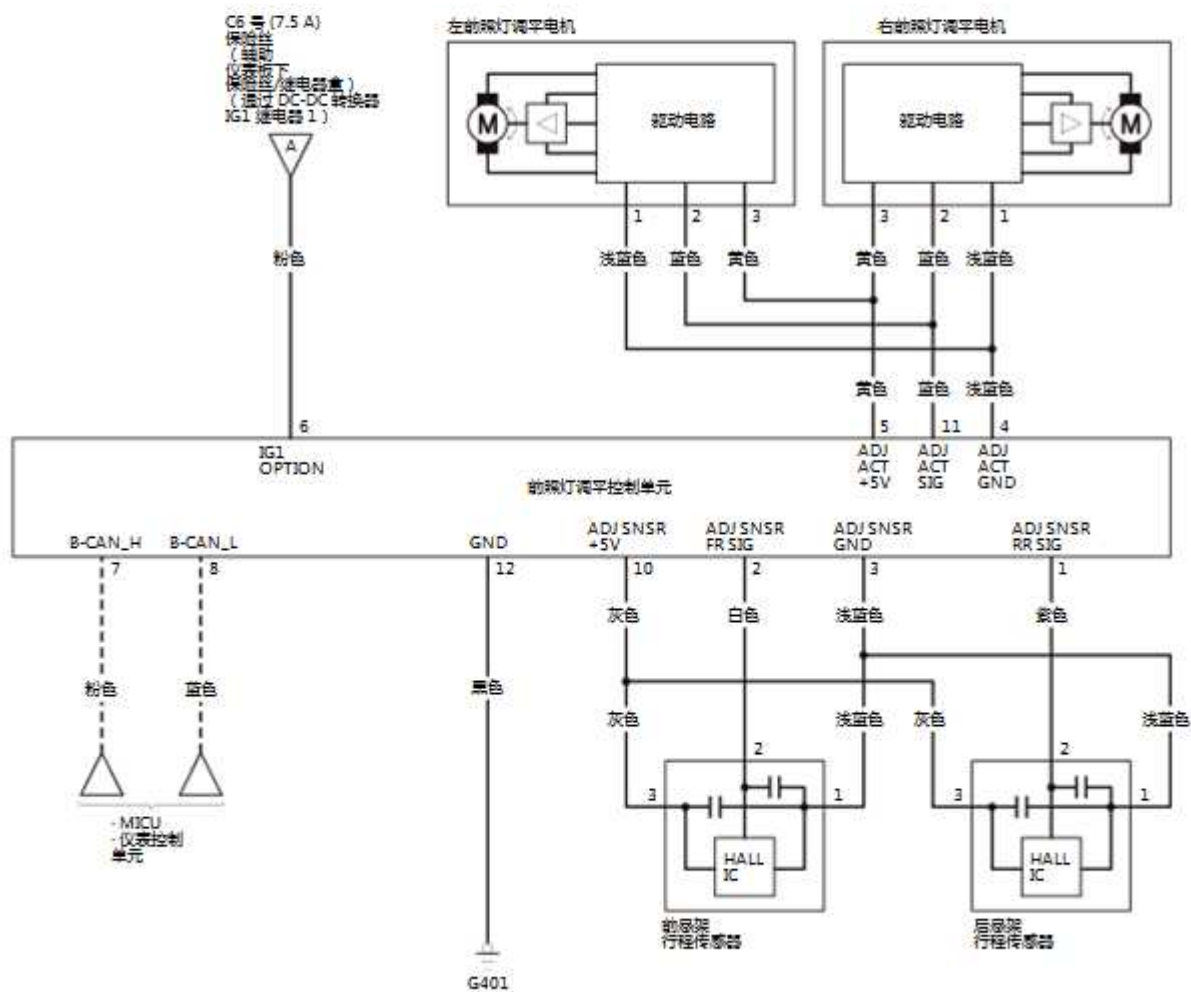 C6 号 (7.5 A)
保险丝
（辅助
仪表板下
保险丝/继电器盒）
（通过 DC-DC 转换器
IG1 继电器 1）
A
左前照灯调平电机
右前照灯调平电机
M
驱动电路
驱动电路
M
1
2
3
3
2
1
粉色
浅蓝色
蓝色
黄色
黄色
蓝色
浅蓝色
黄色
蓝色
浅蓝色
6
5
11
4
IG1
OPTION
ADJ
ACT
+5V
ADJ
ACT
SIG
ADJ
ACT
GND
前照灯调平控制单元
B-CAN_H
B-CAN_L
GND
ADJ SNSR
+5V
ADJ SNSR
FR SIG
ADJ SNSR
GND
ADJ SNSR
RR SIG
7
8
12
10
2
3
1
灰色
白色
浅蓝色
紫色
粉色
蓝色
黑色
灰色
浅蓝色
灰色
浅蓝色
2
2
3
1
3
1
- MICU
- 仪表控制
单元
HALL
IC
HALL
IC
前悬架
行程传感器
后悬架
行程传感器
G401